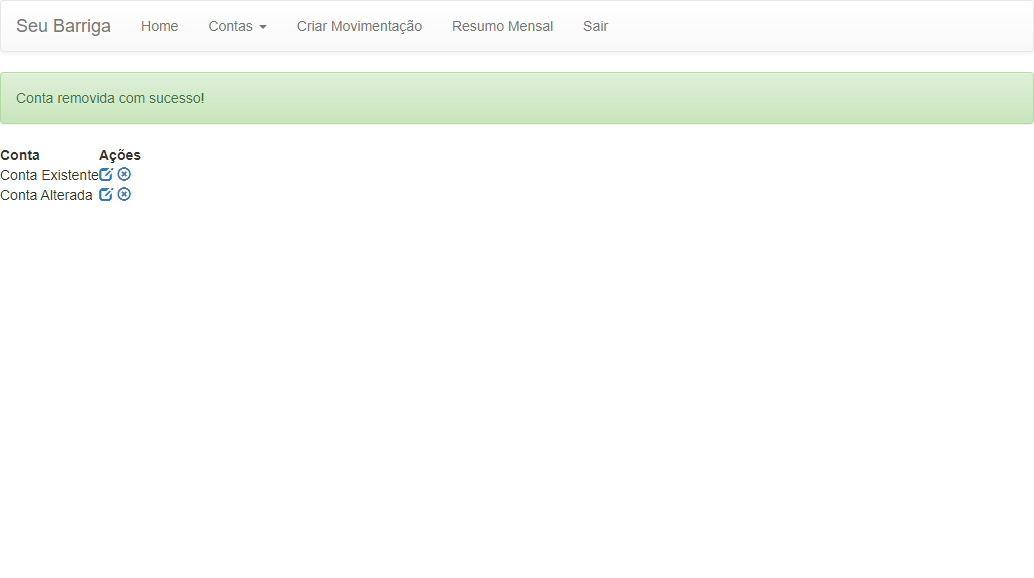 Seu Barriga Home Contas Criar Movimentação Resumo Mensal Sair
Conta removida com sucesso!
Conta Ações
Conta Existente
Conta Alterada